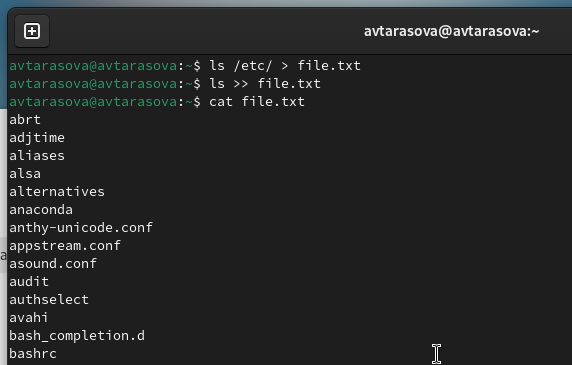 avtarasova@avtarasova:~
avtarasova@avtarasova:~$ ls /etc/ > file.txt
avtarasova@avtarasova:~$ ls >> file.txt
avtarasova@avtarasova:~$ cat file.txt
abrt
adjtime
aliases
alsa
alternatives
anaconda
anthy-unicode.conf
appstream.conf
asound.conf
audit
authselect
avahi
bash_completion.d
bashrc